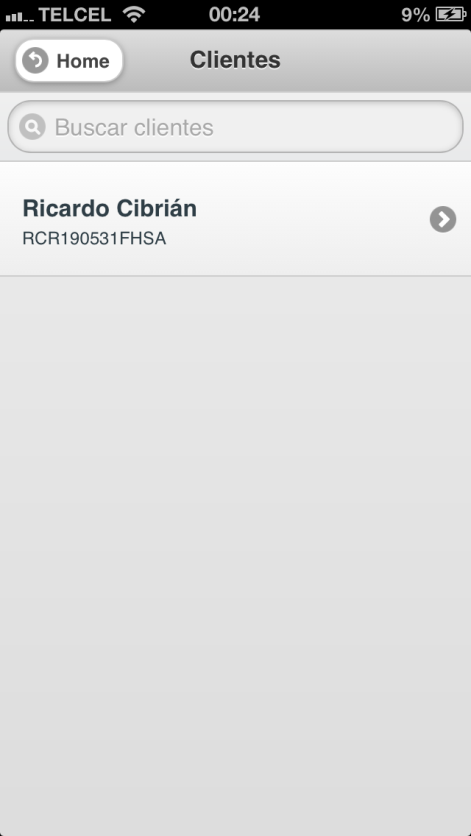 TELCEL 00:24 9%
Home Clientes
Buscar clientes
Ricardo Cibrián
RCR190531FHSA